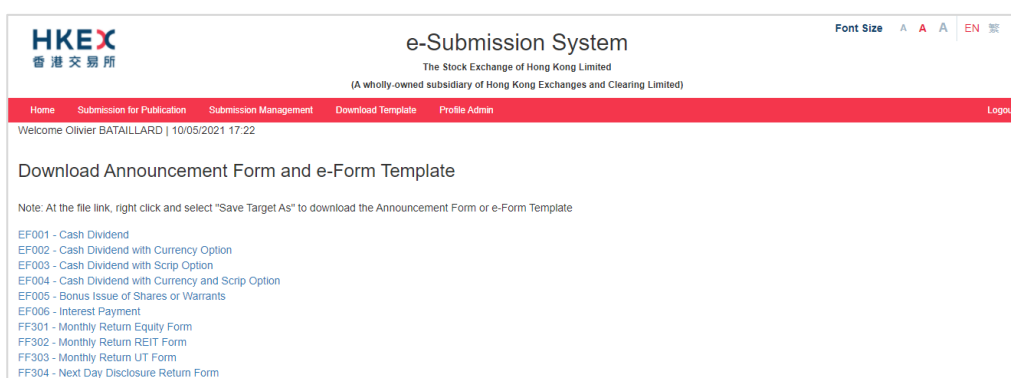 HKEX
香港交易所
e-Submission System
The Stock Exchange of Hong Kong Limited
(A wholly-owned subsidiary of Hong Kong Exchanges and Clearing Limited)
Font Size A A A EN 繁
Home Submission for Publication Submission Management Download Template Profile Admin Logou
Welcome Olivier BATAILLARD | 10/05/2021 17:22
Download Announcement Form and e-Form Template
Note: At the file link, right click and select "Save Target As" to download the Announcement Form or e-Form Template
EF001 - Cash Dividend
EF002 - Cash Dividend with Currency Option
EF003 - Cash Dividend with Scrip Option
EF004 - Cash Dividend with Currency and Scrip Option
EF005 - Bonus Issue of Shares or Warrants
EF006 - Interest Payment
FF301 - Monthly Return Equity Form
FF302 - Monthly Return REIT Form
FF303 - Monthly Return UT Form
FF304 - Next Day Disclosure Return Form